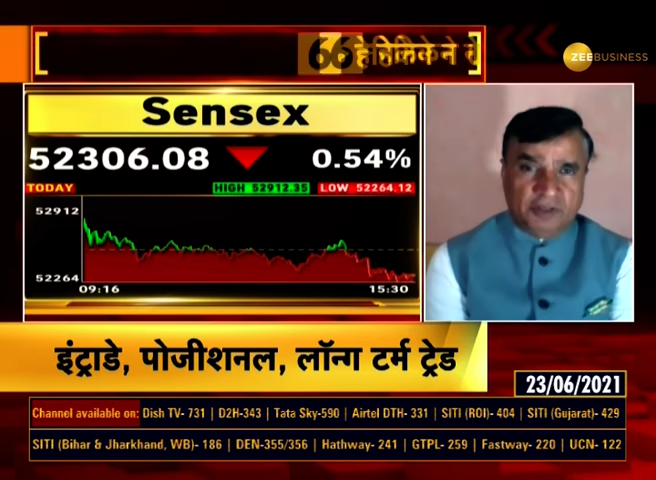 ZEEBUSINESS
Sensex
52306.08 0.54%
TODAY HIGH 52912.35 LOW 52264.12
52912
52264
09:16 15:30
इंट्राडे, पोजीशनल, लॉन्ग टर्म ट्रेड
23/06/2021
Channel available on: Dish TV- 731 | D2H-343 | Tata Sky-590 | Airtel DTH- 331 | SITI (ROI)- 404 | SITI (Gujarat)- 429
SITI (Bihar & Jharkhand, WB)- 186 | DEN-355/356 | Hathway- 241 | GTPL- 259 | Fastway- 220 | UCN- 122